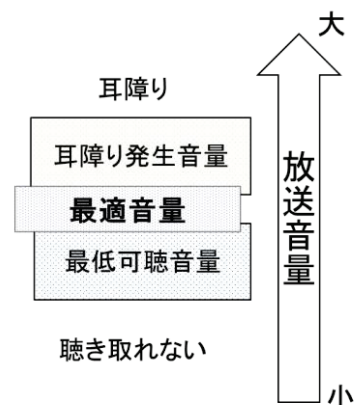 大
耳障り
耳障り発生音量
最適音量
最低可聴音量
聴き取れない
放送音量
小